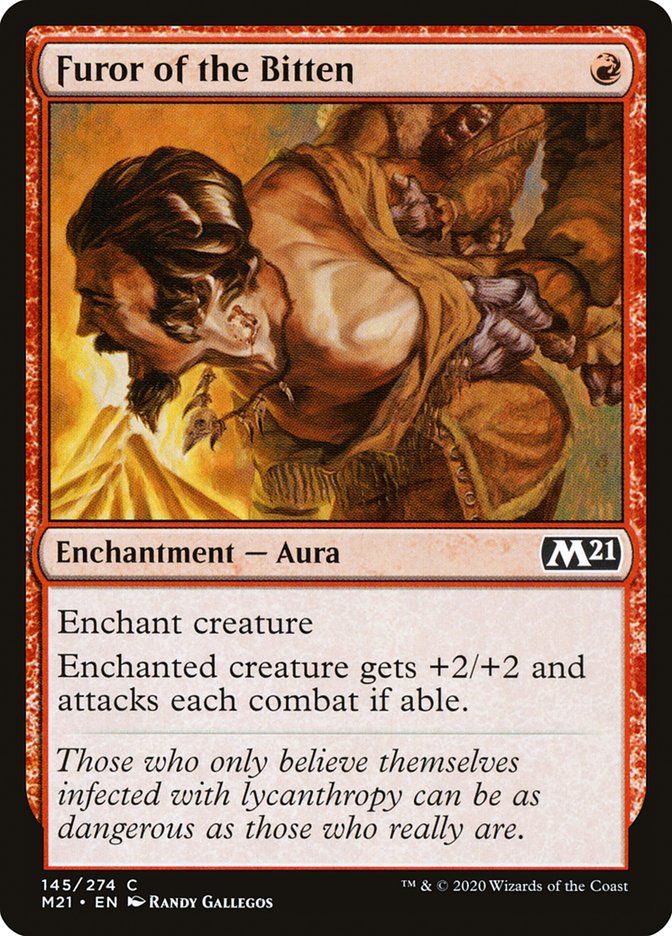 Furor of the Bitten
Enchantment — Aura
M21
Enchant creature
Enchanted creature gets +2/+2 and
attacks each combat if able.
Those who only believe themselves
infected with lycanthropy can be as
dangerous as those who really are.
145/274 C
M21 • EN Randy Gallegos
™ & © 2020 Wizards of the Coast